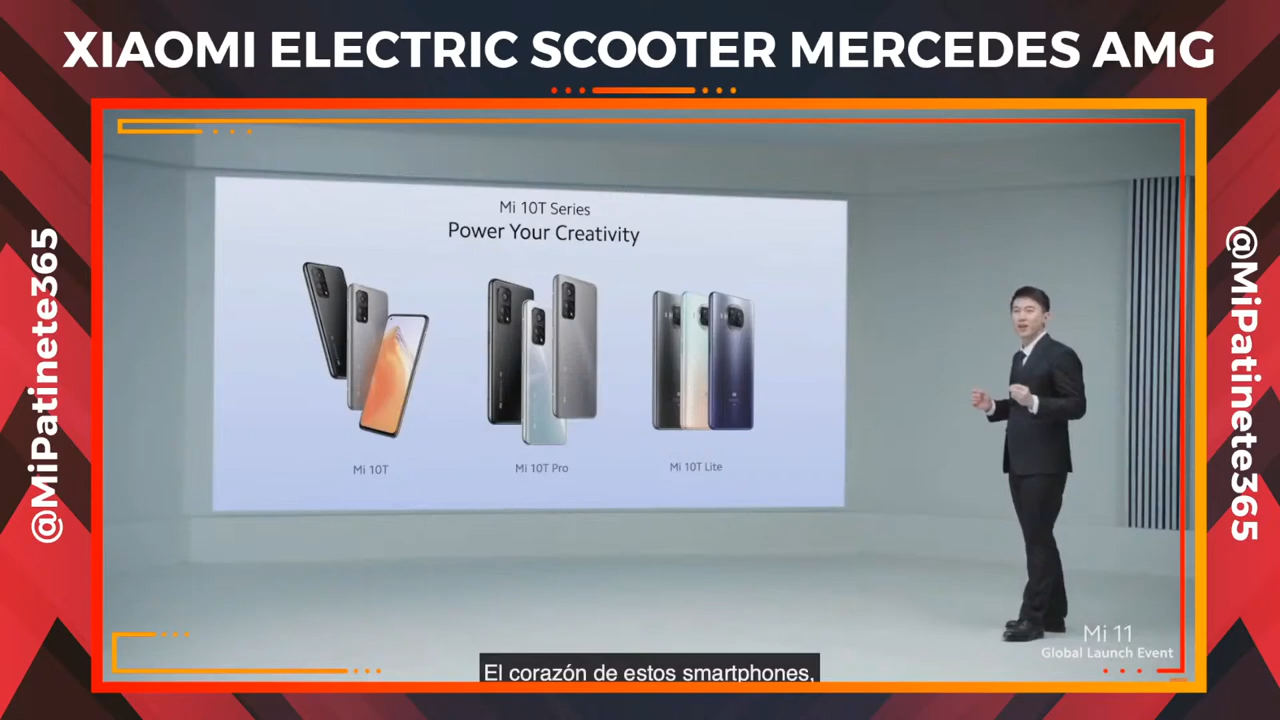 XIAOMI ELECTRIC SCOOTER MERCEDES AMG
@MiPatinete365
@MiPatinete365
Mi 10T Series
Power Your Creativity
Mi 10T
Mi 10T Pro
Mi 10T Lite
Mi 11
Global Launch Event
El corazón de estos smartphones,